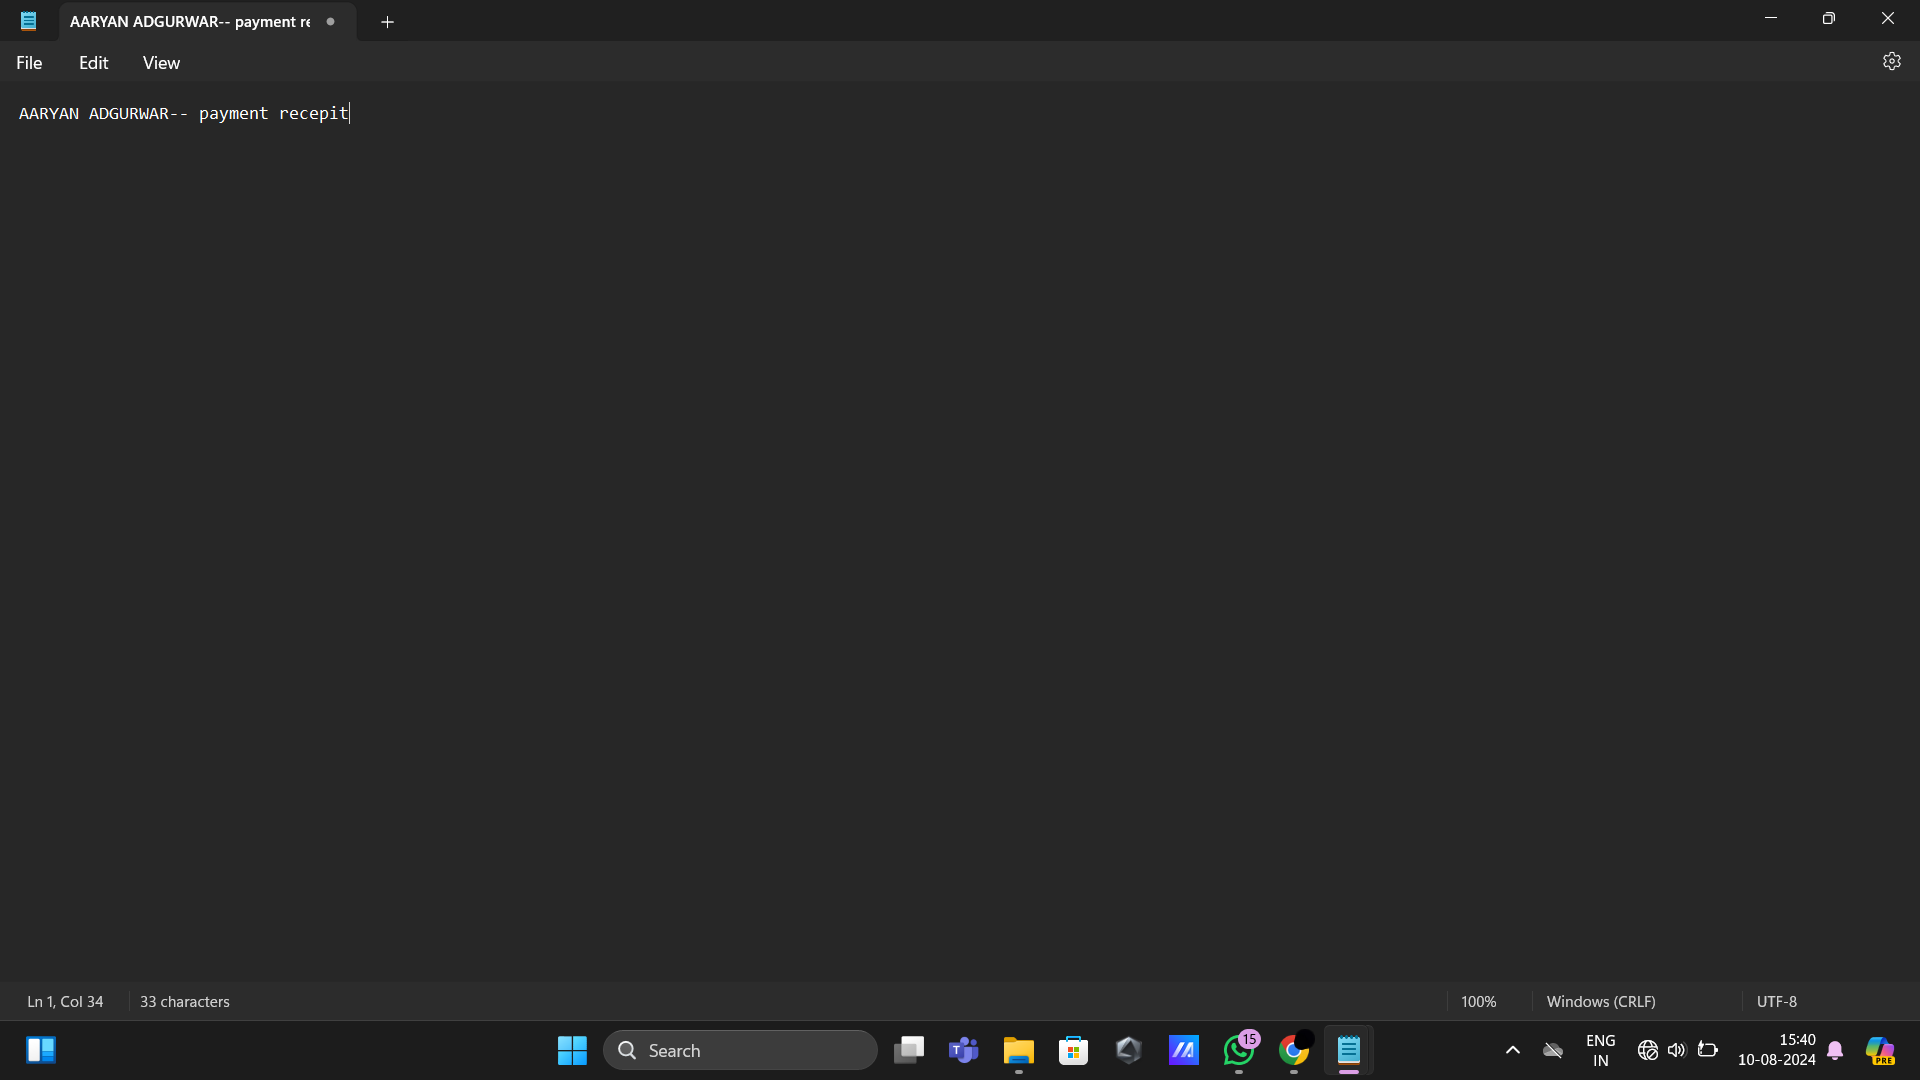 AARYAN ADGURWAR-- payment re
File Edit View
AARYAN ADGURWAR-- payment recepit
Ln 1, Col 34 33 characters 100% Windows (CRLF) UTF-8
Search
T
15
ENG
IN
15:40
10-08-2024
PRE